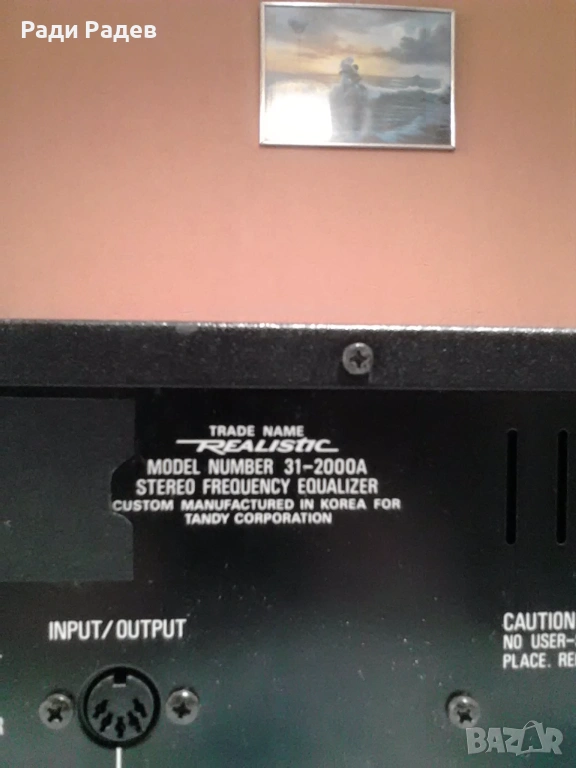 Ради Радев
TRADE NAME
REALISTIC
MODEL NUMBER 31-2000A
STEREO FREQUENCY EQUALIZER
CUSTOM MANUFACTURED IN KOREA FOR
TANDY CORPORATION
INPUT/OUTPUT
CAUTION
NO USER-
PLACE.
R
BAZAR